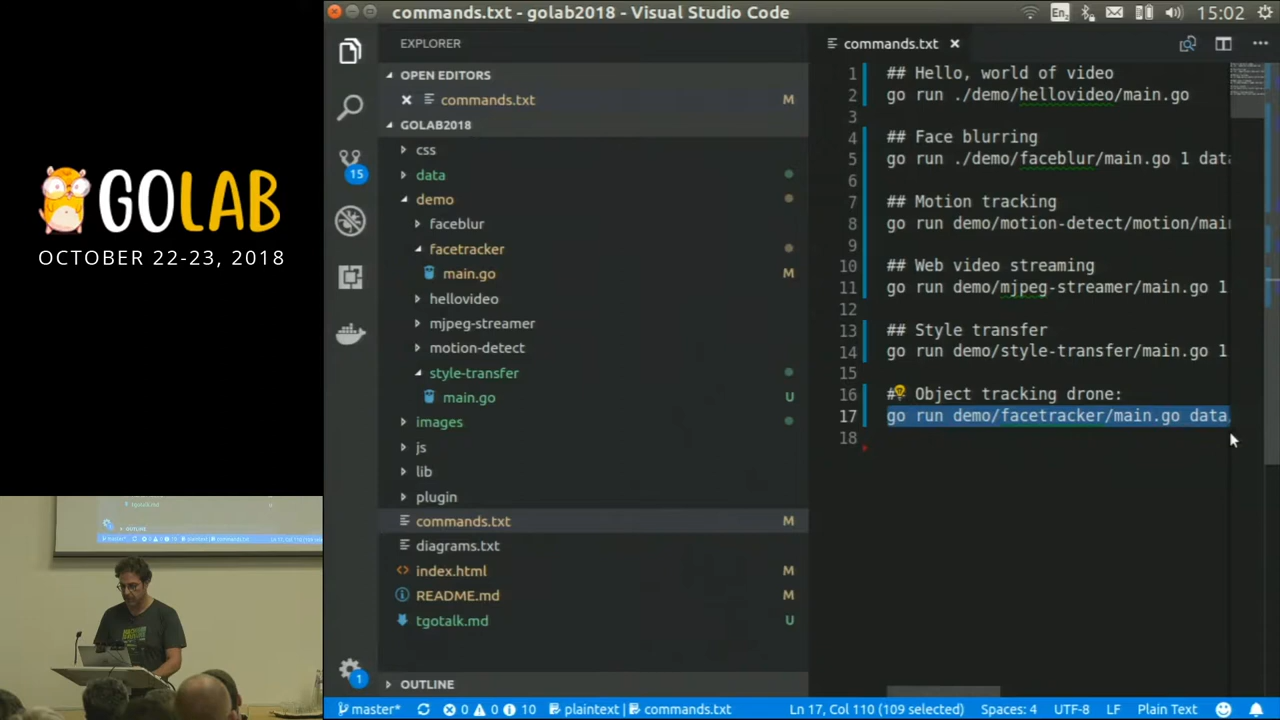 commands.txt - golab2018 - Visual Studio Code
En2
15:02
GOLAB
OCTOBER 22-23, 2018
EXPLORER
OPEN EDITORS
commands.txt M
GOLAB2018
css
data
demo
faceblur
facetracker
main.go M
hellovideo
mjpeg-streamer
motion-detect
style-transfer
main.go U
images
js
lib
plugin
commands.txt M
diagrams.txt
index.html M
README.md M
tgotalk.md U
OUTLINE
15
1
commands.txt
1 ## Hello, world of video
2 go run ./demo/hellovideo/main.go
3
4 ## Face blurring
5 go run ./demo/faceblur/main.go 1 data
6
7 ## Motion tracking
8 go run demo/motion-detect/motion/mai
9
10 ## Web video streaming
11 go run demo/mjpeg-streamer/main.go 1
12
13 ## Style transfer
14 go run demo/style-transfer/main.go 1
15
16 # Object tracking drone:
17 go run demo/facetracker/main.go data
18
master* 0 0 10 plaintext | commands.txt Ln 17, Col 110 (109 selected) Spaces: 4 UTF-8 LF Plain Text